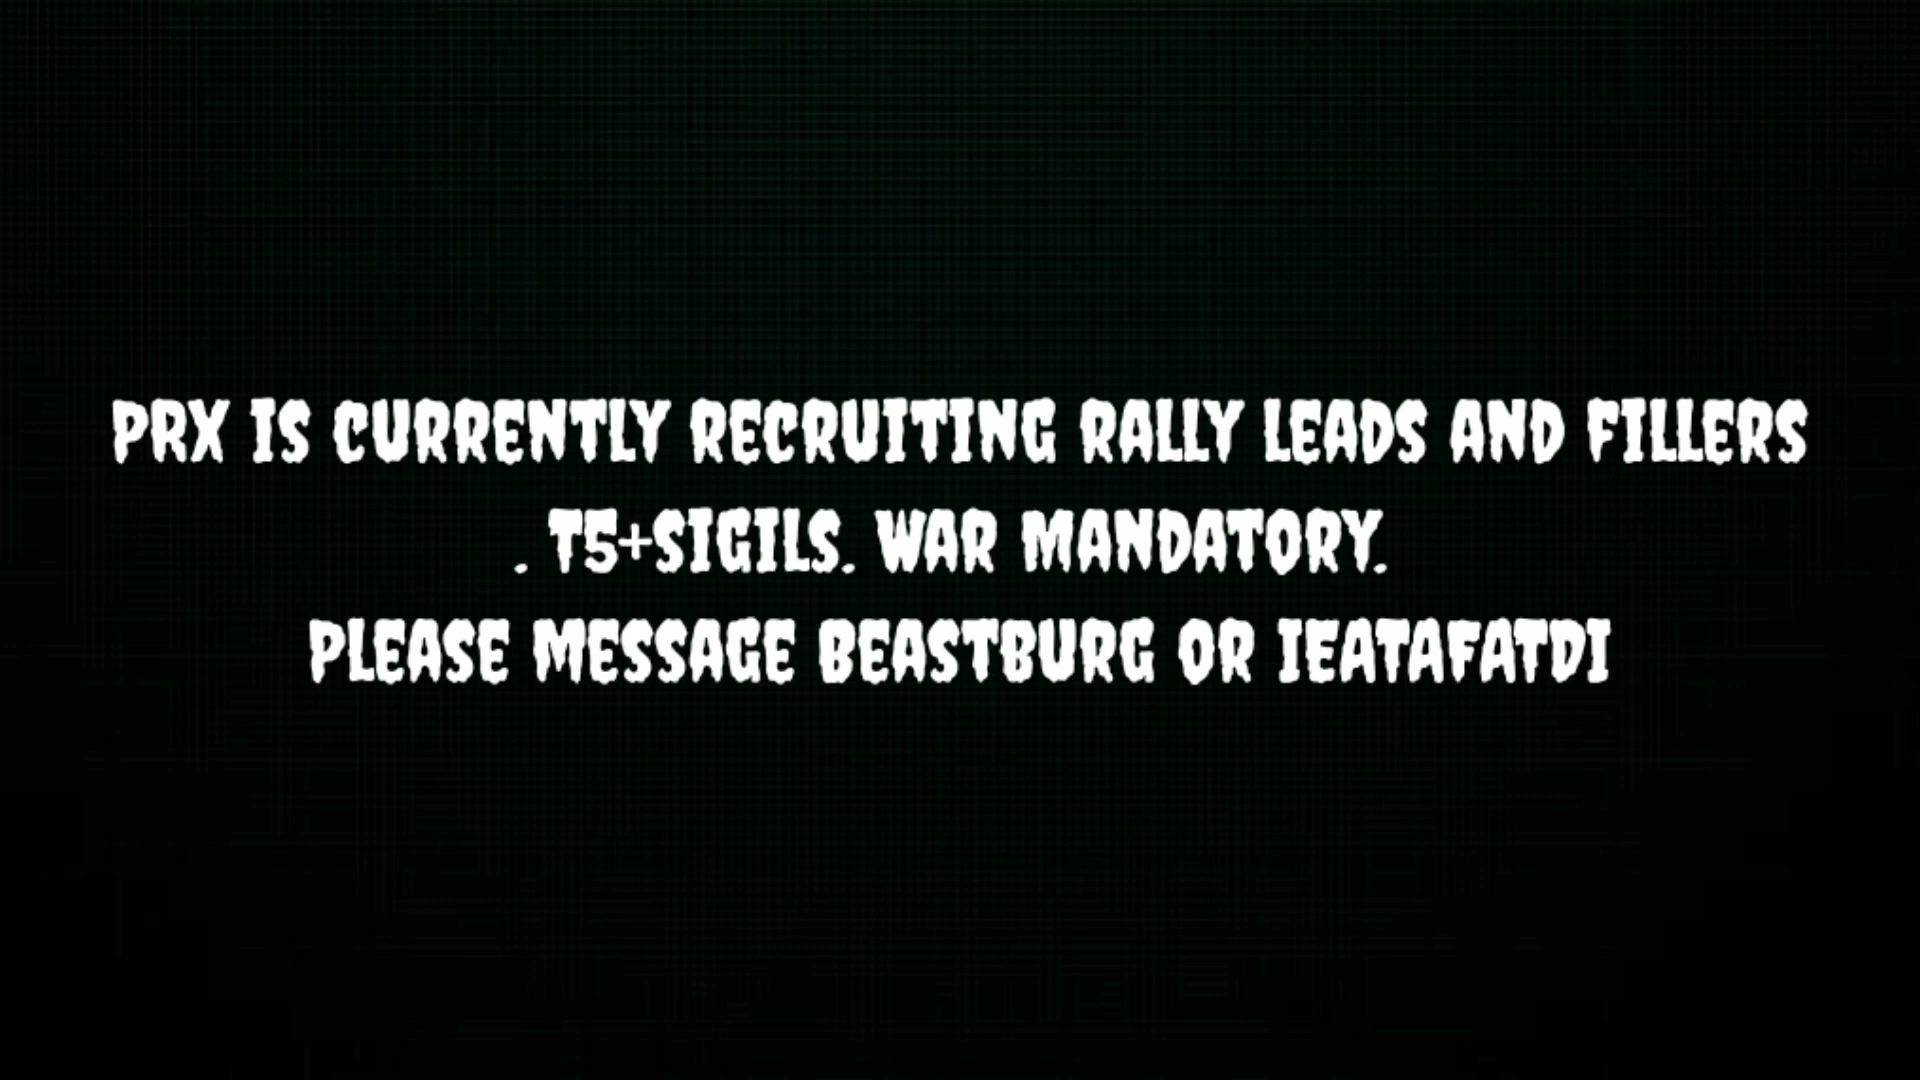 PRX IS CURRENTLY RECRUITING RALLY LEADS AND FILLERS
. T5+SIGILS. WAR MANDATORY.
PLEASE MESSAGE BEASTBURG OR IEATAFATDI